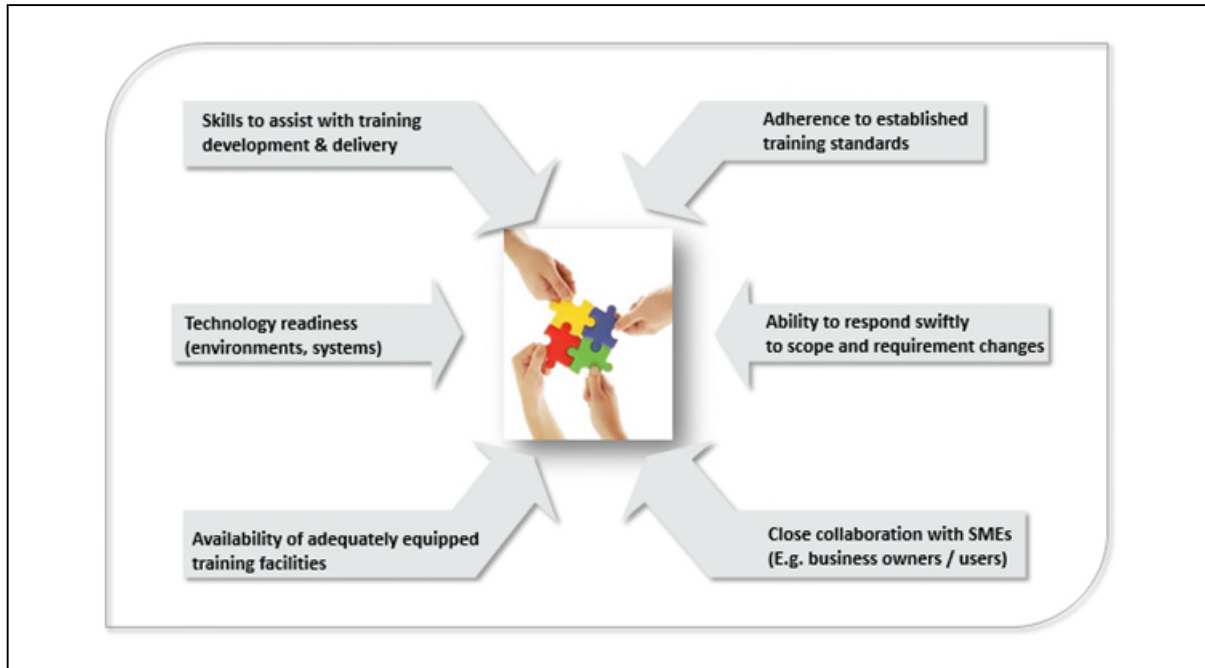 Skills to assist with training
development & delivery
Adherence to established
training standards
Technology readiness
(environments, systems)
Ability to respond swiftly
to scope and requirement changes
Availability of adequately equipped
training facilities
Close collaboration with SMEs
(E.g. business owners / users)